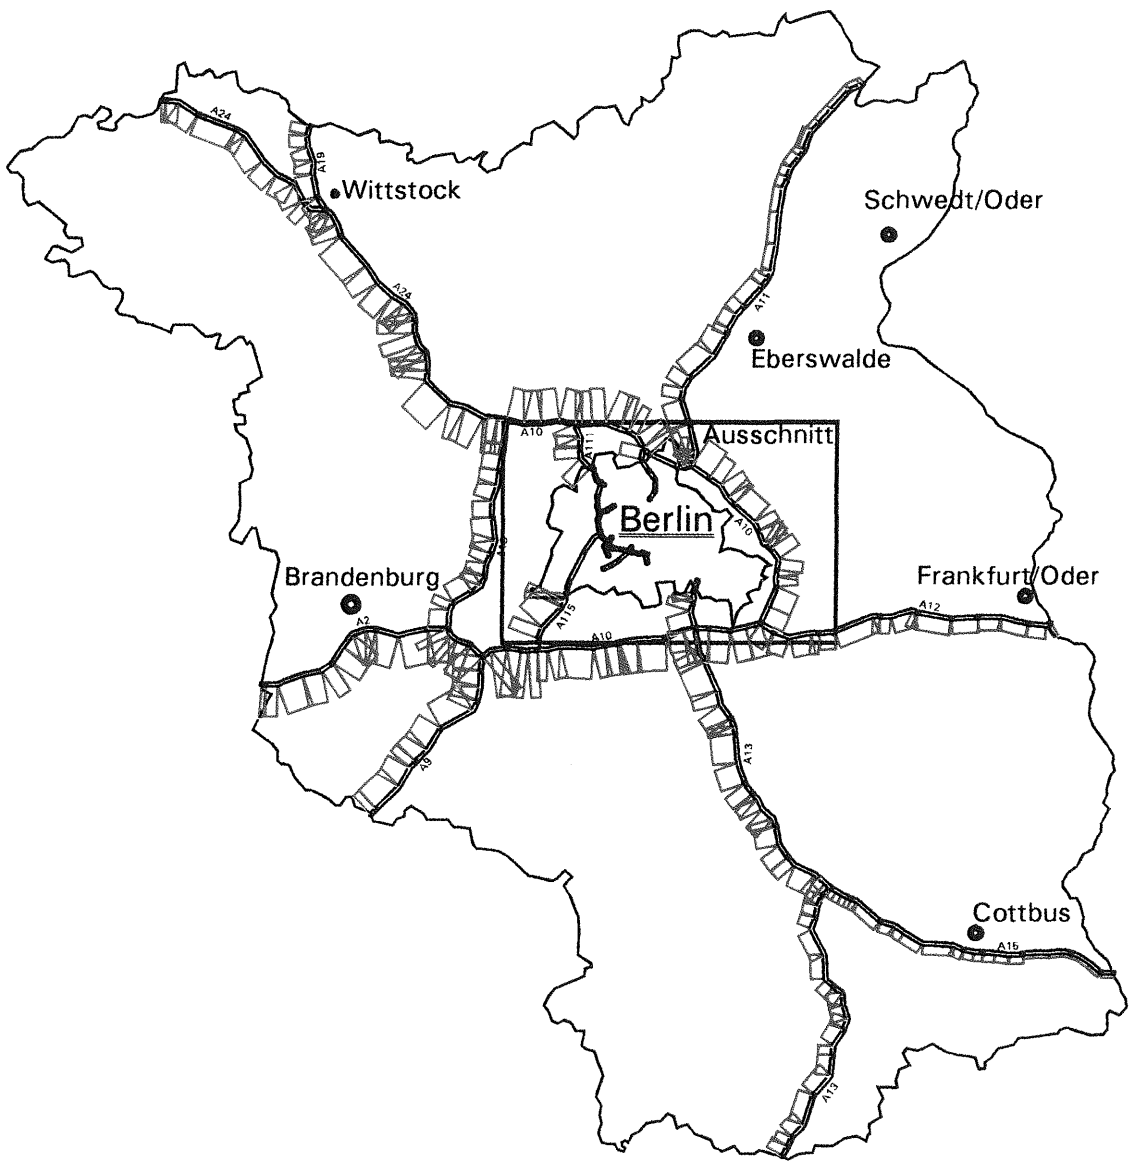 A24
A19
Wittstock
Schwedt/Oder
A24
A11
Eberswalde
A10
A111
Ausschnitt
Berlin
A10
Brandenburg
Frankfurt/Oder
A2
A115
A12
A10
A13
A9
Cottbus
A15
A13